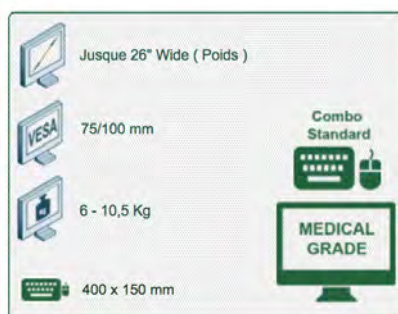 Jusque 26" Wide ( Poids )
VESA
75/100 mm
KG
6 - 10,5 Kg
400 x 150 mm
Combo
Standard
MEDICAL
GRADE